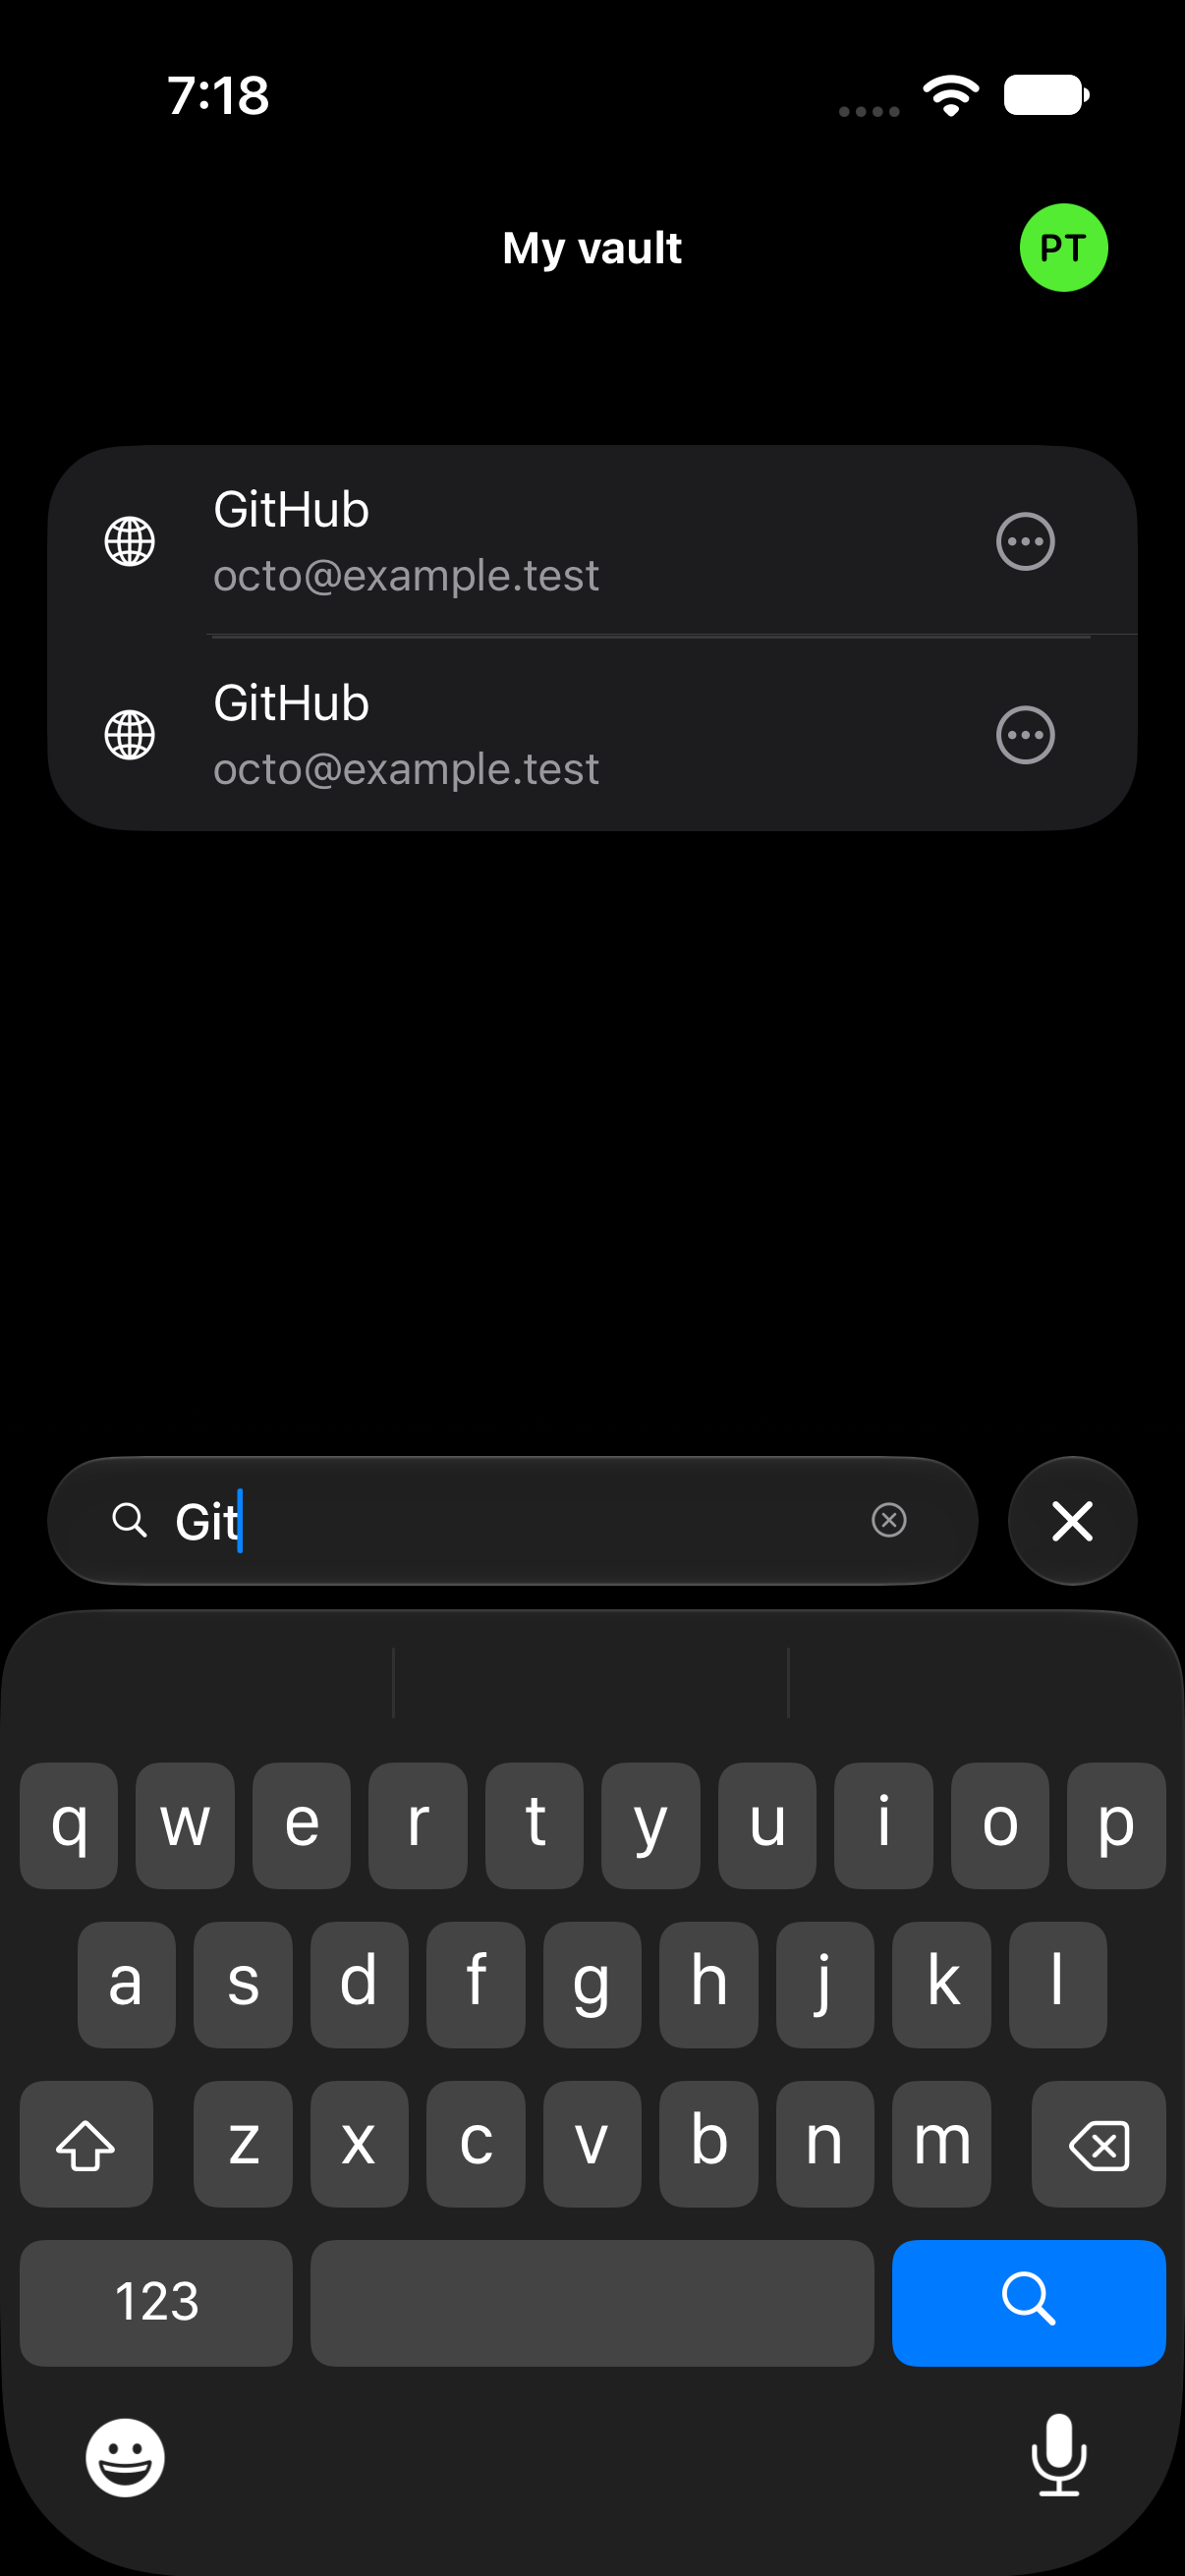 7:18
My vault
PT
GitHub
octo@example.test
GitHub
octo@example.test
Git
q w e r t y u i o p
a s d f g h j k l
z x c v b n m
123